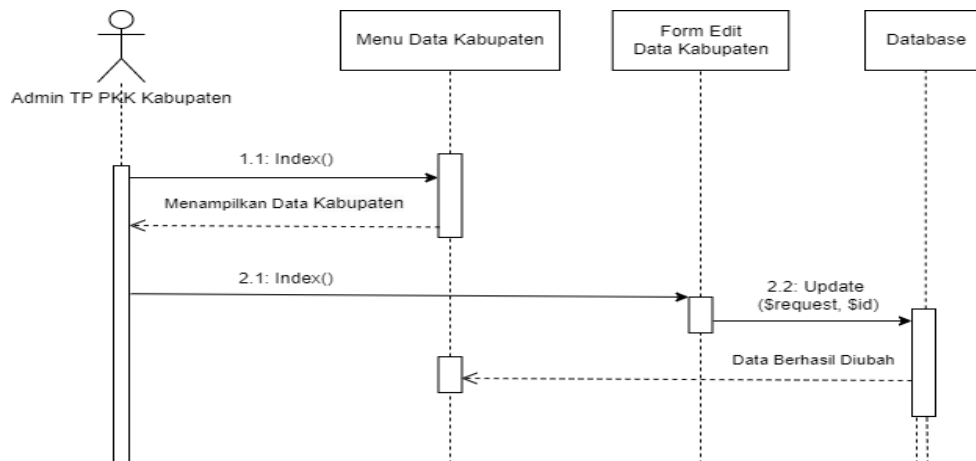 Menu Data Kabupaten
Form Edit
Data Kabupaten
Database
Admin TP PKK Kabupaten
1.1: Index()
Menampilkan Data Kabupaten
2.1: Index()
2.2: Update
($request, $id)
Data Berhasil Diubah